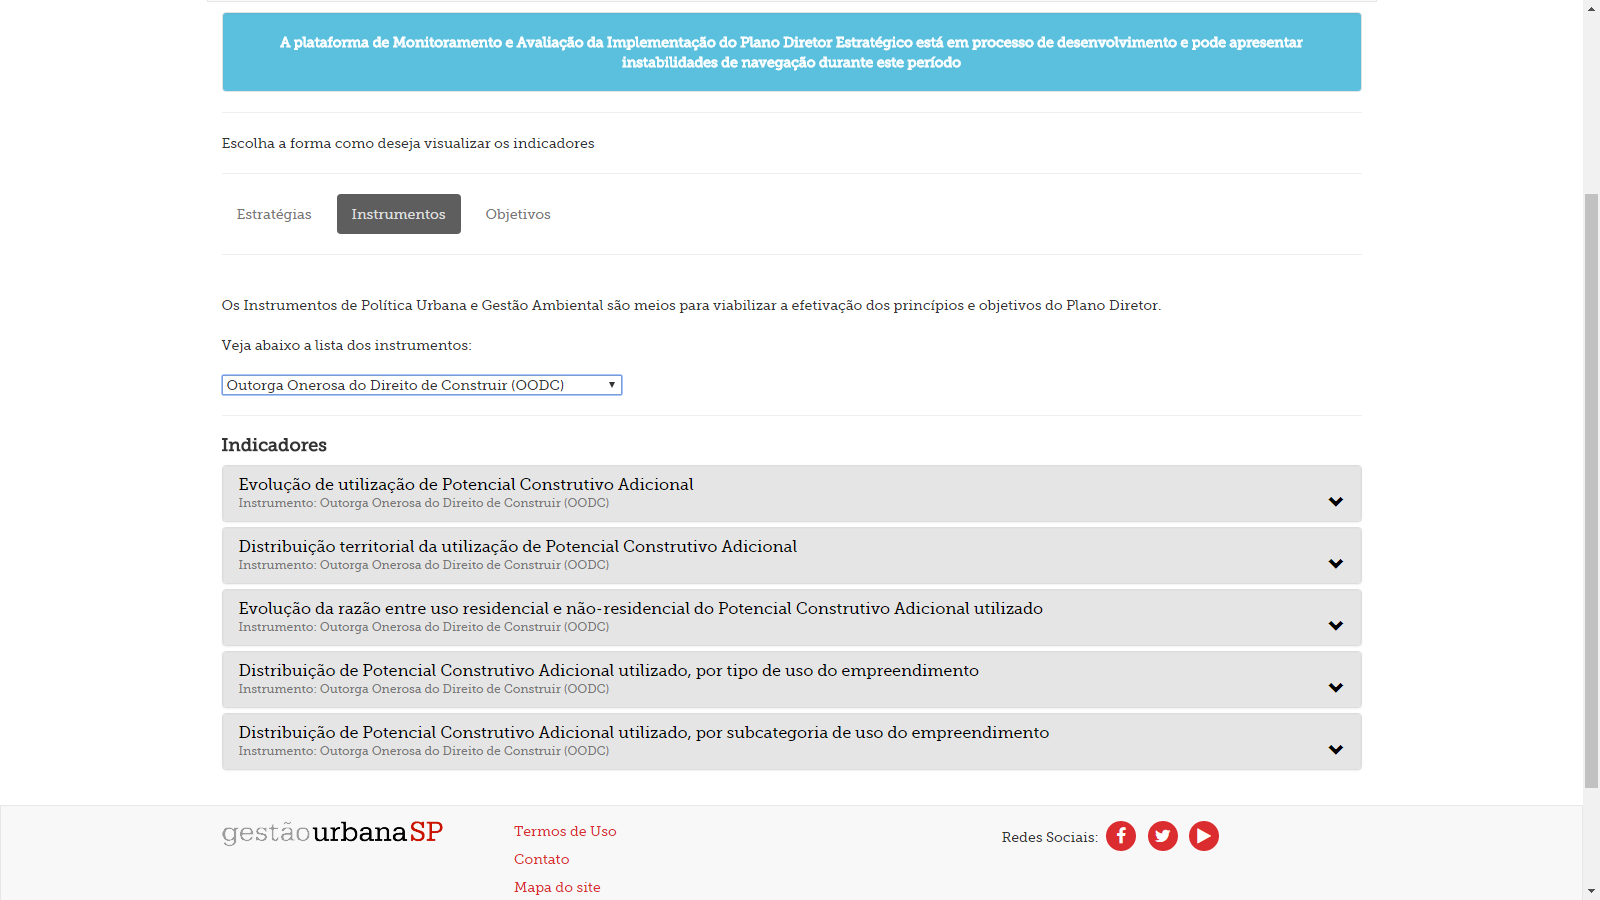 A plataforma de Monitoramento e Avaliação da Implementação do Plano Diretor Estratégico está em processo de desenvolvimento e pode apresentar
instabilidades de navegação durante este período
Escolha a forma como deseja visualizar os indicadores
Estratégias
Instrumentos
Objetivos
Os Instrumentos de Política Urbana e Gestão Ambiental são meios para viabilizar a efetivação dos princípios e objetivos do Plano Diretor.
Veja abaixo a lista dos instrumentos:
Outorga Onerosa do Direito de Construir (OODC)
Indicadores
Evolução de utilização de Potencial Construtivo Adicional
Instrumento: Outorga Onerosa do Direito de Construir (OODC)
Distribuição territorial da utilização de Potencial Construtivo Adicional
Instrumento: Outorga Onerosa do Direito de Construir (OODC)
Evolução da razão entre uso residencial e não-residencial do Potencial Construtivo Adicional utilizado
Instrumento: Outorga Onerosa do Direito de Construir (OODC)
Distribuição de Potencial Construtivo Adicional utilizado, por tipo de uso do empreendimento
Instrumento: Outorga Onerosa do Direito de Construir (OODC)
Distribuição de Potencial Construtivo Adicional utilizado, por subcategoria de uso do empreendimento
Instrumento: Outorga Onerosa do Direito de Construir (OODC)
gestãourbanaSP
Termos de Uso
Contato
Mapa do site
Redes Sociais: